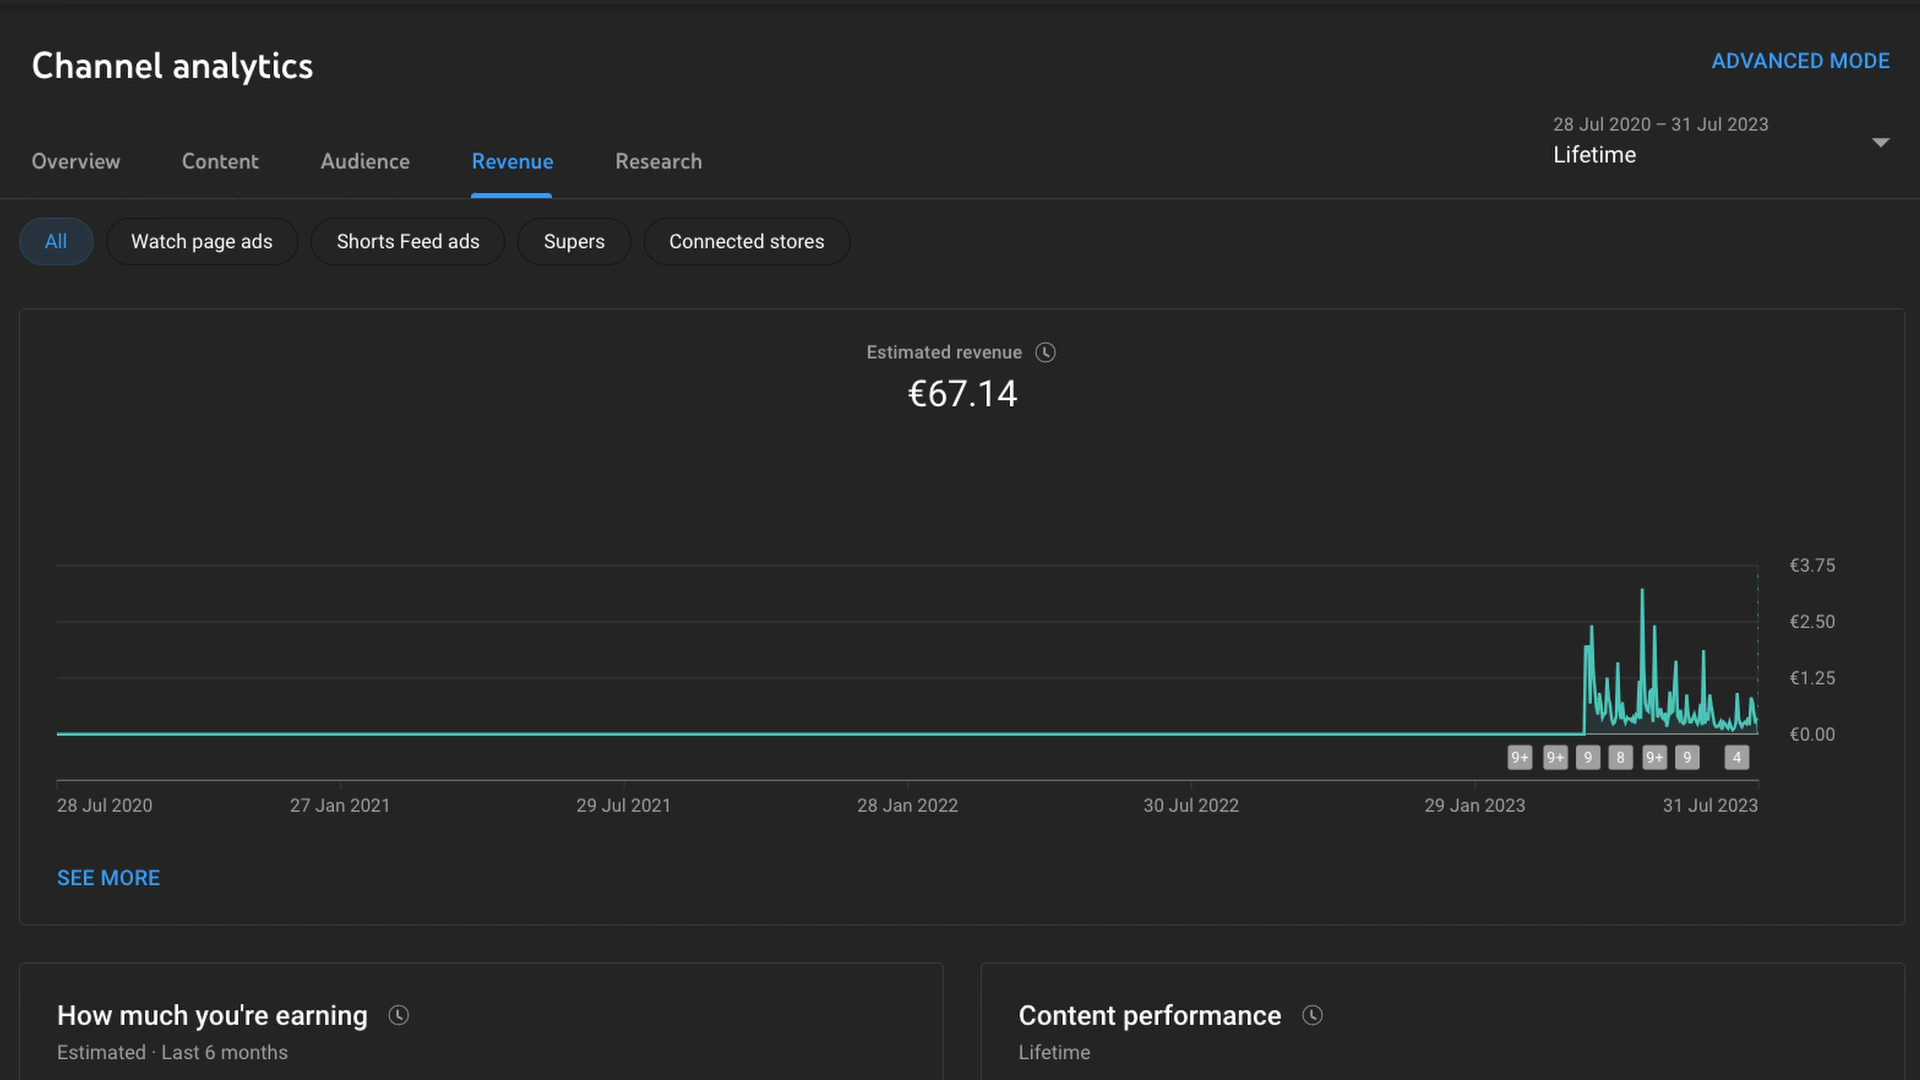 Channel analytics
ADVANCED MODE
28 Jul 2020 – 31 Jul 2023
Lifetime
Overview Content Audience Revenue Research
All Watch page ads Shorts Feed ads Supers Connected stores
Estimated revenue
€67.14
€3.75
€2.50
€1.25
€0.00
9+ 9+ 9 8 9+ 9 4
28 Jul 2020 27 Jan 2021 29 Jul 2021 28 Jan 2022 30 Jul 2022 29 Jan 2023 31 Jul 2023
SEE MORE
How much you're earning
Estimated · Last 6 months
Content performance
Lifetime